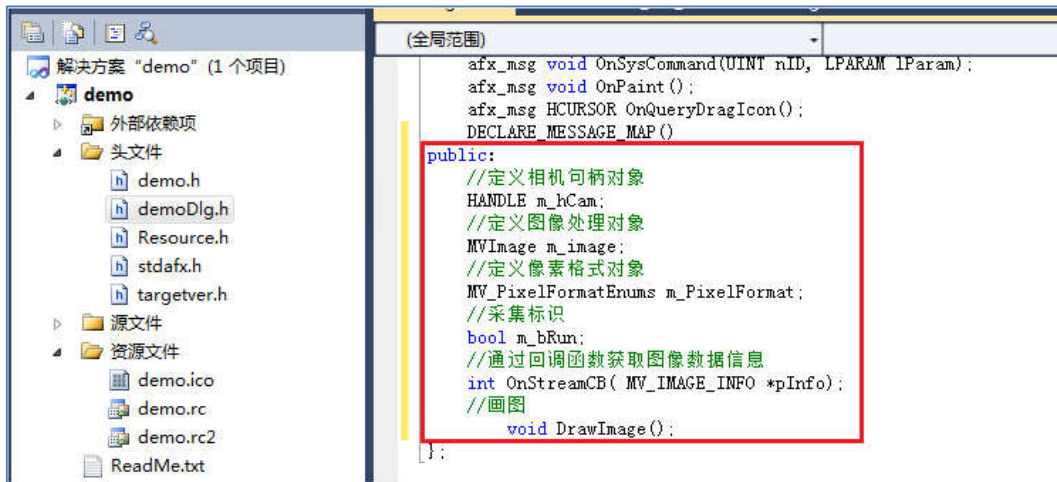 解决方案 “demo” (1 个项目)
demo
外部依赖项
头文件
demo.h
demoDlg.h
Resource.h
stdafx.h
targetver.h
源文件
资源文件
demo.ico
demo.rc
demo.rc2
ReadMe.txt
(全局范围)
afx_msg void OnSysCommand(UINT nID, LPARAM lParam);
afx_msg void OnPaint();
afx_msg HCURSOR OnQueryDragIcon();
DECLARE_MESSAGE_MAP()
public:
//定义相机句柄对象
HANDLE m_hCam;
//定义图像处理对象
MVImage m_image;
//定义像素格式对象
MV_PixelFormatEnums m_PixelFormat;
//采集标识
bool m_bRun;
//通过回调函数获取图像数据信息
int OnStreamCB( MV_IMAGE_INFO *pInfo);
//画图
void DrawImage();
};